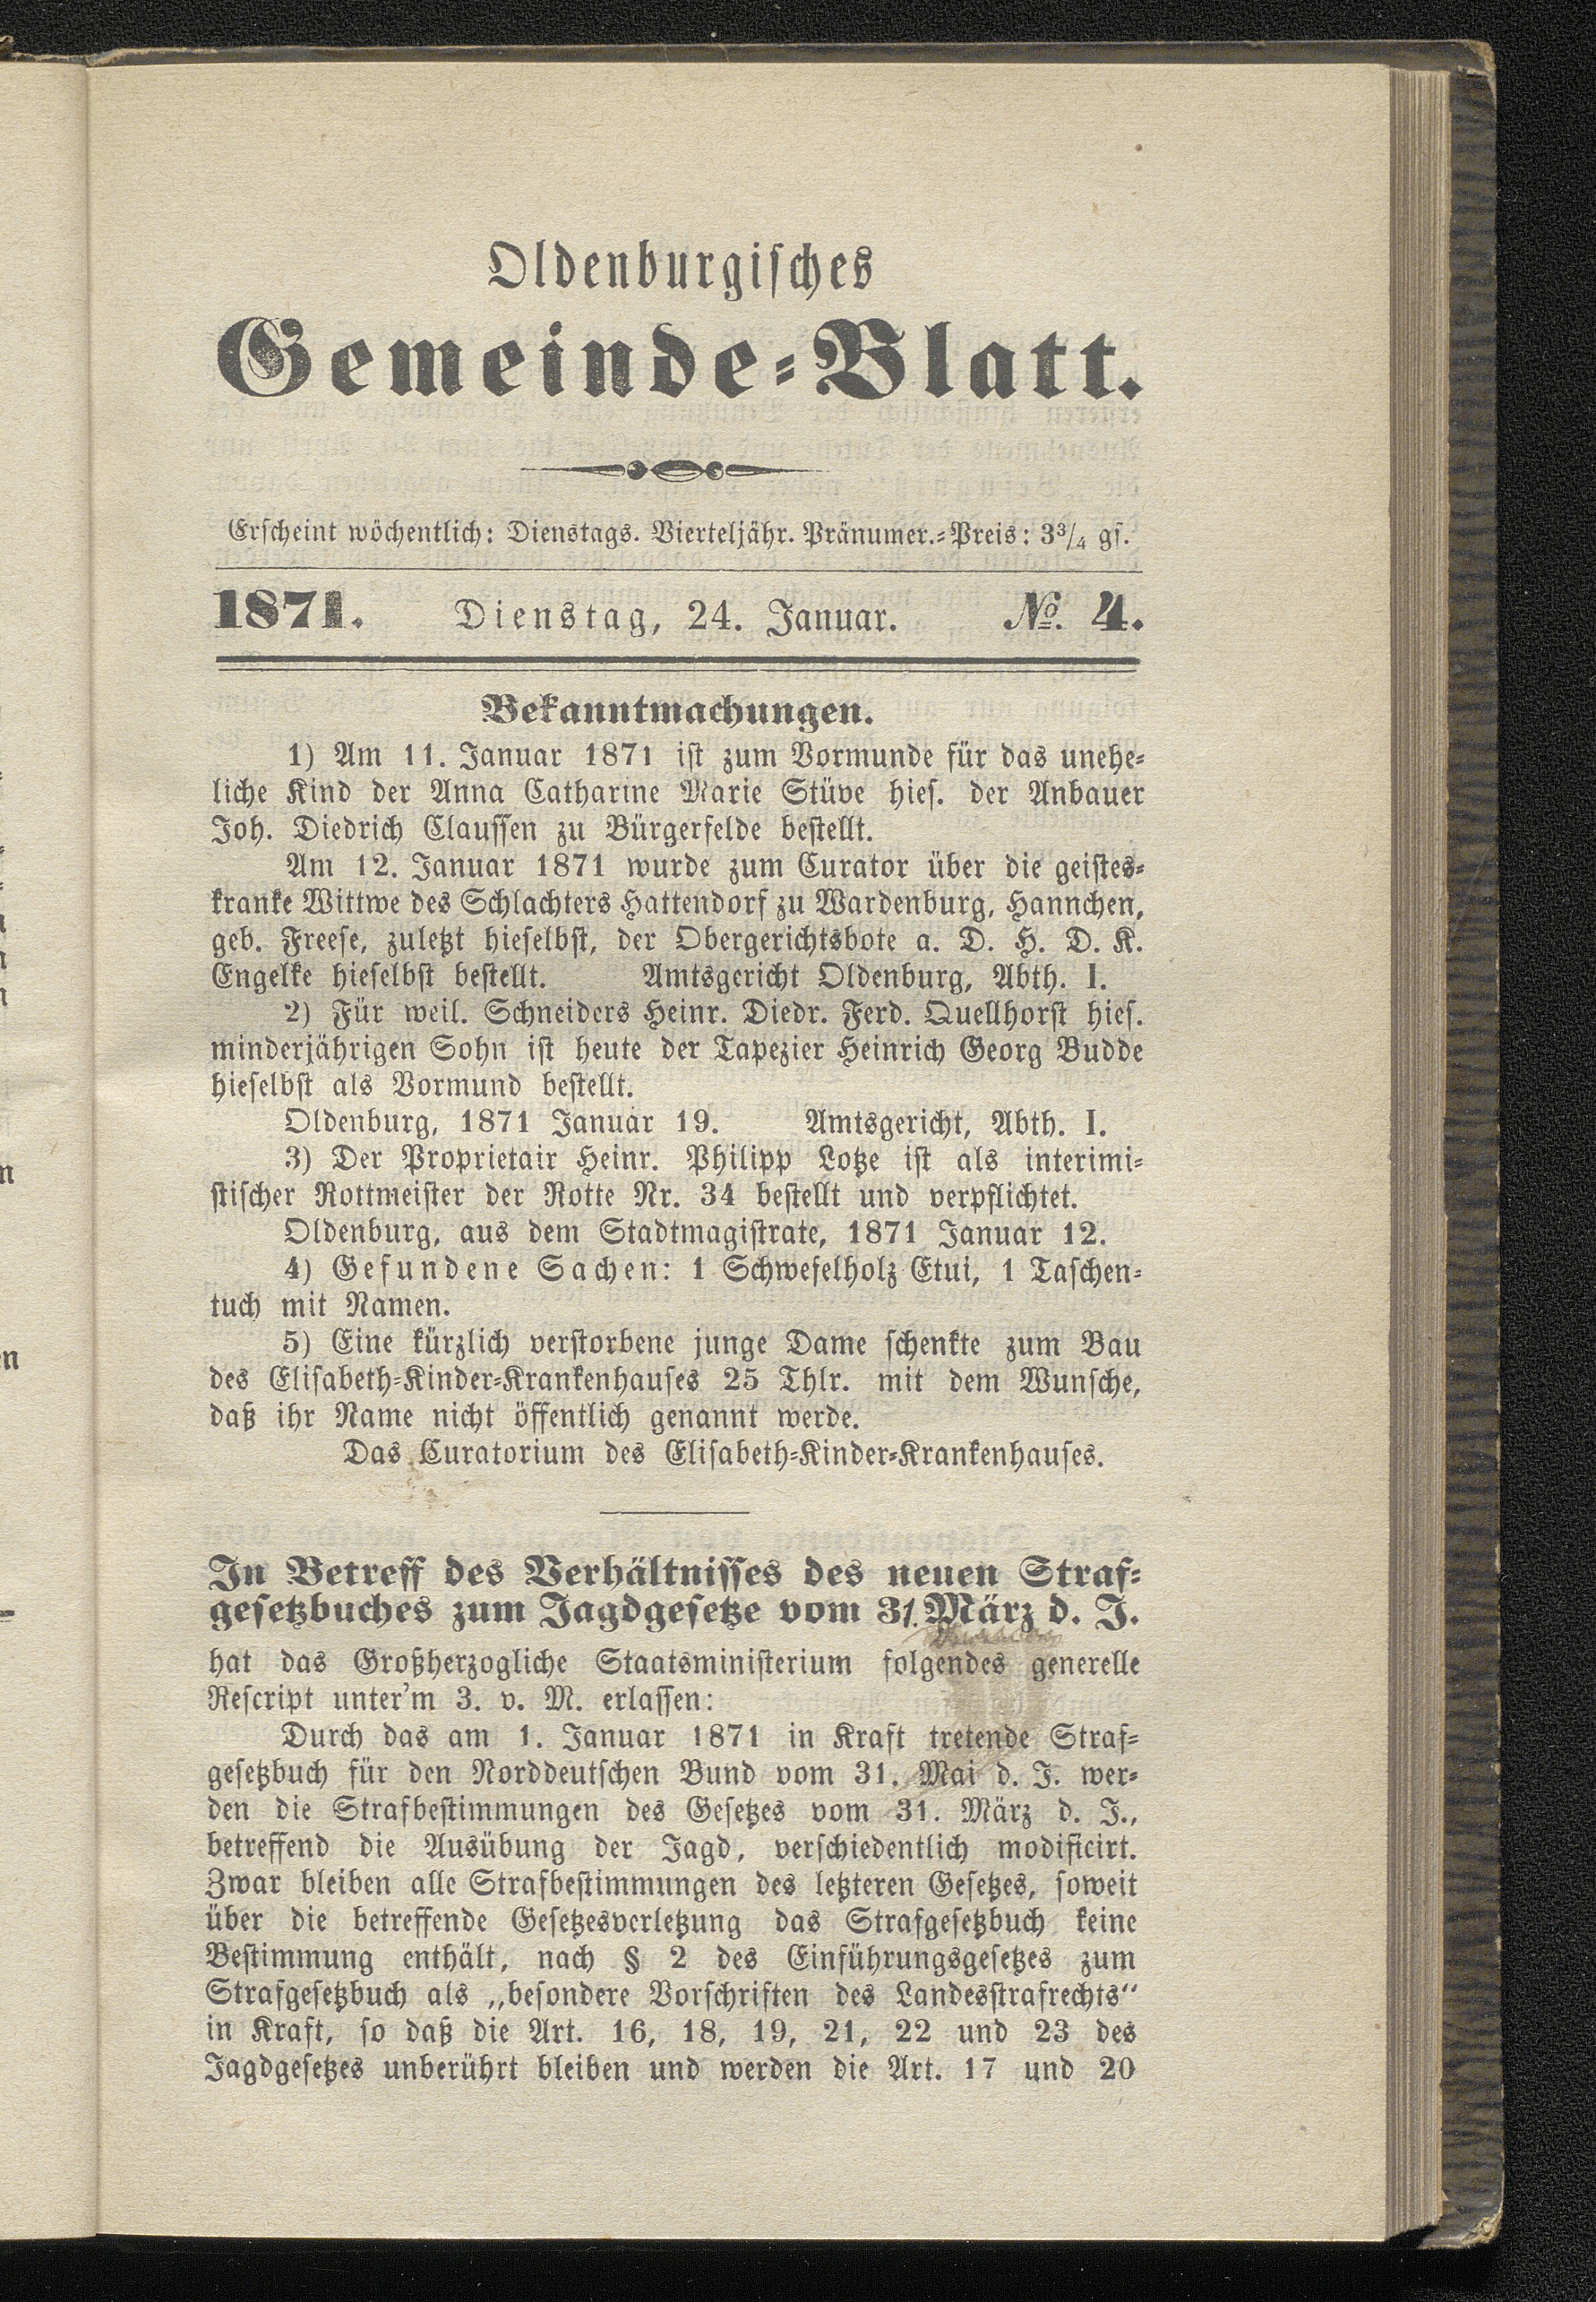 Oldenburgisches
Gemeinde-Blatt.
Erscheint wöchentlich: Dienstags. Vierteljähr. Pränumer.-Preis: 3¾ gs.
1871. Dienstag, 24. Januar. No. 4.
Bekanntmachungen.
1) Am 11. Januar 1871 ist zum Vormunde für das unehe-
liche Kind der Anna Catharine Marie Stüve hies. der Anbauer
Joh. Diedrich Claussen zu Bürgerfelde bestellt.
Am 12. Januar 1871 wurde zum Curator über die geistes-
kranke Wittwe des Schlachters Hattendorf zu Wardenburg, Hannchen,
geb. Freese, zuletzt hieselbst, der Obergerichtsbote a. D. H. D. K.
Engelke hieselbst bestellt. Amtsgericht Oldenburg, Abth. I.
2) Für weil. Schneiders Heinr. Diedr. Ferd. Quellhorst hies.
minderjährigen Sohn ist heute der Tapezier Heinrich Georg Budde
hieselbst als Vormund bestellt.
Oldenburg, 1871 Januar 19. Amtsgericht, Abth. I.
3) Der Proprietair Heinr. Philipp Lotze ist als interimi-
stischer Rottmeister der Rotte Nr. 34 bestellt und verpflichtet.
Oldenburg, aus dem Stadtmagistrate, 1871 Januar 12.
4) Gefundene Sachen: 1 Schwefelholz Etui, 1 Taschen-
tuch mit Namen.
5) Eine kürzlich verstorbene junge Dame schenkte zum Bau
des Elisabeth-Kinder-Krankenhauses 25 Thlr. mit dem Wunsche,
daß ihr Name nicht öffentlich genannt werde.
Das Curatorium des Elisabeth-Kinder-Krankenhauses.
In Betreff des Verhältnisses des neuen Straf-
gesetzbuches zum Jagdgesetze vom 31. März d. J.
hat das Großherzogliche Staatsministerium folgendes generelle
Rescript unter'm 3. v. M. erlassen:
Durch das am 1. Januar 1871 in Kraft tretende Straf-
gesetzbuch für den Norddeutschen Bund vom 31. Mai d. J. wer-
den die Strafbestimmungen des Gesetzes vom 31. März d. J.,
betreffend die Ausübung der Jagd, verschiedentlich modificirt.
Zwar bleiben alle Strafbestimmungen des letzteren Gesetzes, soweit
über die betreffende Gesetzesverletzung das Strafgesetzbuch keine
Bestimmung enthält, nach § 2 des Einführungsgesetzes zum
Strafgesetzbuch als „besondere Vorschriften des Landesstrafrechts“
in Kraft, so daß die Art. 16, 18, 19, 21, 22 und 23 des
Jagdgesetzes unberührt bleiben und werden die Art. 17 und 20